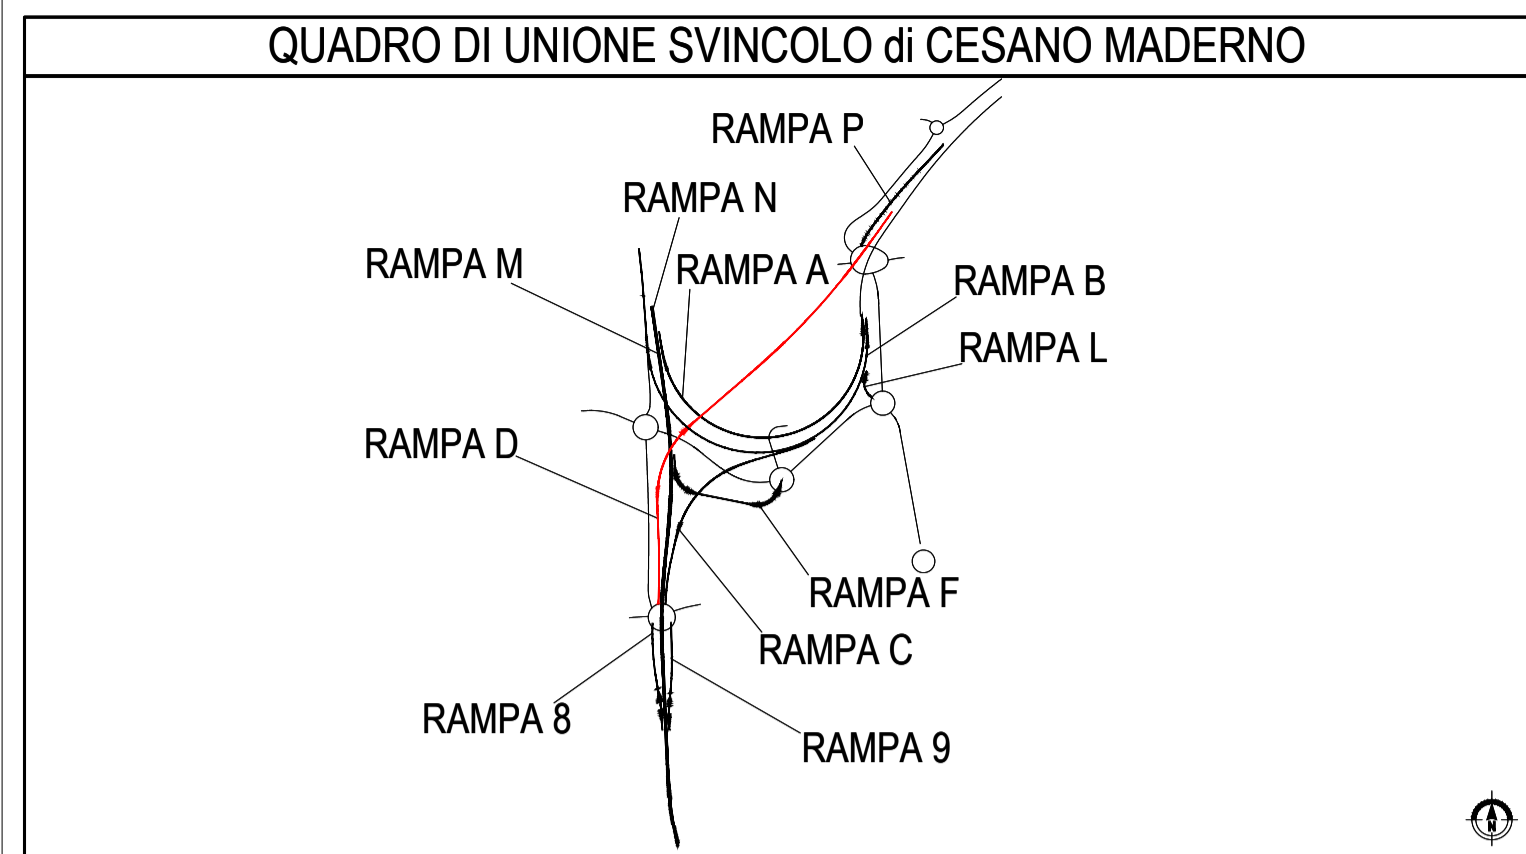 QUADRO DI UNIONE SVINCOLO di CESANO MADERNO
RAMPA P
RAMPA N
RAMPA M
RAMPA A
RAMPA B
RAMPA L
RAMPA D
RAMPA F
RAMPA C
RAMPA 8
RAMPA 9
N